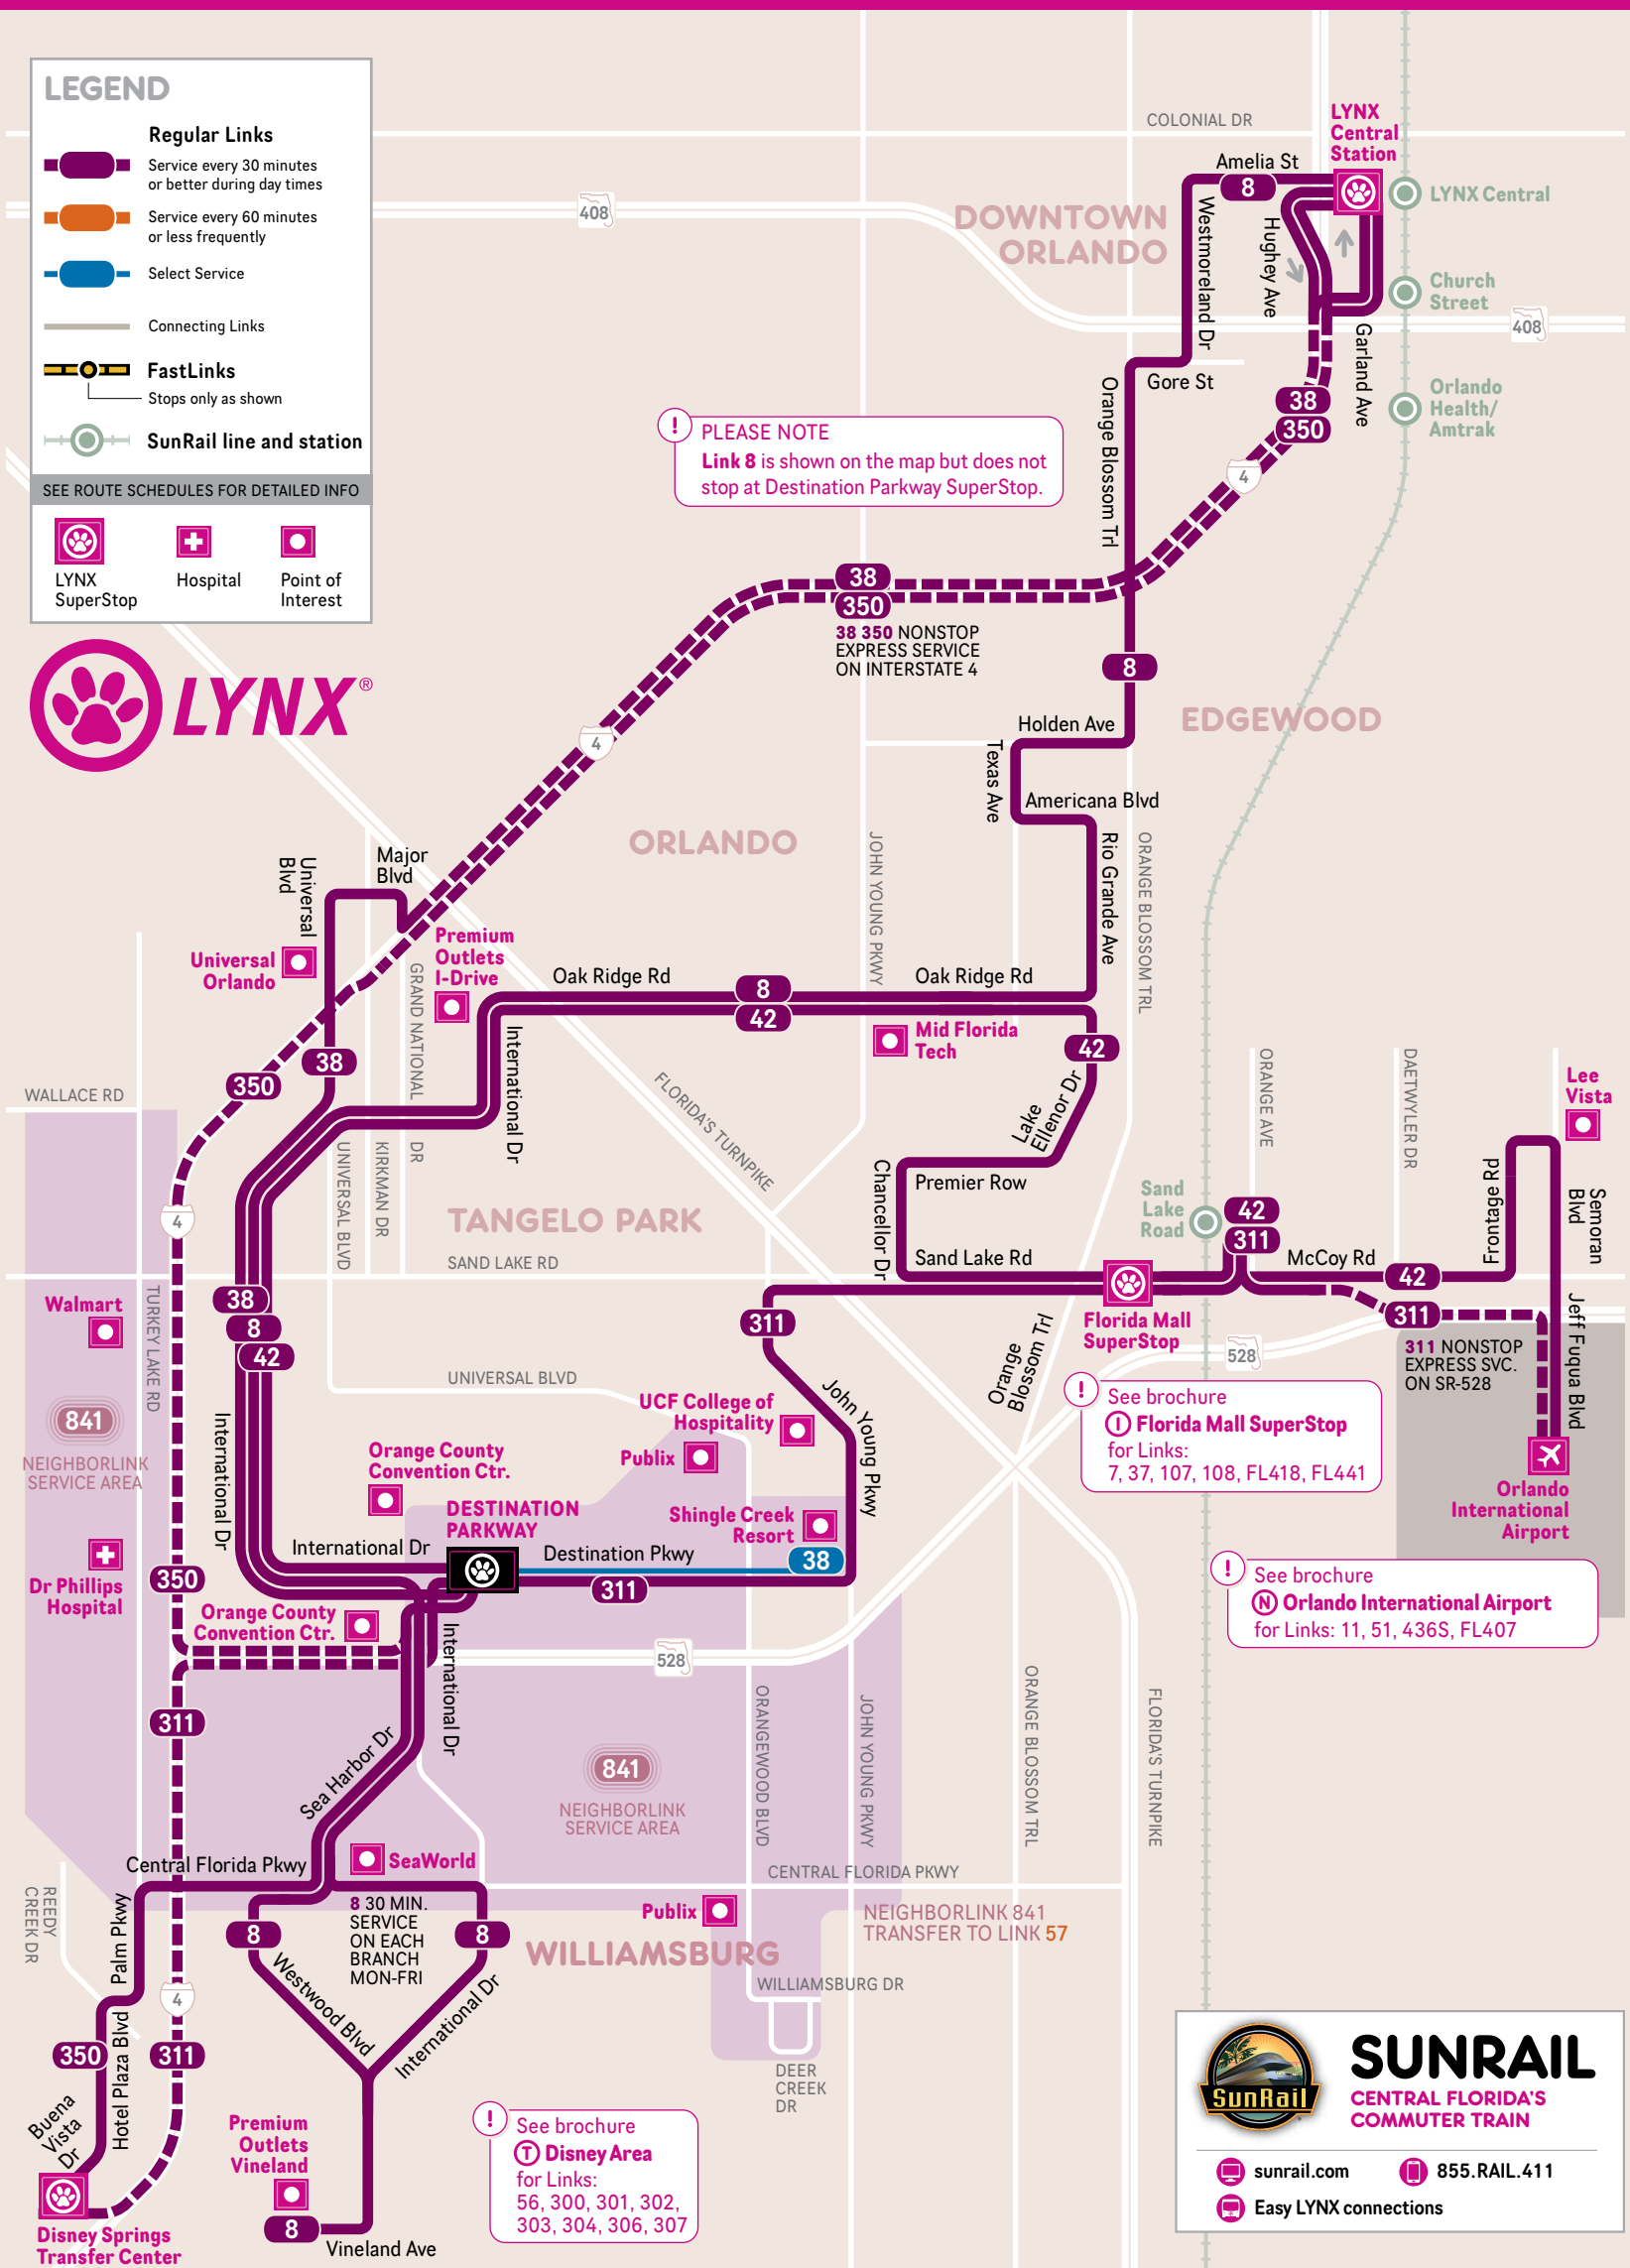 LEGEND
Regular Links
Service every 30 minutes
or better during day times
Service every 60 minutes
or less frequently
Select Service
Connecting Links
FastLinks
Stops only as shown
SunRail line and station
SEE ROUTE SCHEDULES FOR DETAILED INFO
LYNX
SuperStop
Hospital
Point of
Interest
LYNX®
COLONIAL DR
LYNX
Central
Station
Amelia St
8
LYNX Central
408
DOWNTOWN
ORLANDO
Westmoreland Dr
Hughey Ave
Church
Street
408
Garland Ave
Gore St
Orange Blossom Trl
38
350
Orlando
Health/
Amtrak
! PLEASE NOTE
Link 8 is shown on the map but does not
stop at Destination Parkway SuperStop.
4
38
350
38 350 NONSTOP
EXPRESS SERVICE
ON INTERSTATE 4
8
EDGEWOOD
Holden Ave
4
Texas Ave
Americana Blvd
ORLANDO
JOHN YOUNG PKWY
Rio Grande Ave
ORANGE BLOSSOM TRL
Major
Blvd
Universal
Blvd
Universal
Orlando
Premium
Outlets
I-Drive
GRAND NATIONAL
DR
Oak Ridge Rd
8
42
Oak Ridge Rd
Mid Florida
Tech
42
International Dr
38
350
WALLACE RD
FLORIDA'S TURNPIKE
Lake
Ellenor Dr
ORANGE AVE
DAETWYLER DR
Lee
Vista
UNIVERSAL BLVD
KIRKMAN DR
Chancellor Dr
Premier Row
Sand
Lake
Road
42
311
Frontage Rd
Semoran
Blvd
4
TANGELO PARK
SAND LAKE RD
Sand Lake Rd
McCoy Rd
42
Walmart
TURKEY LAKE RD
38
8
42
311
Florida Mall
SuperStop
311
311 NONSTOP
EXPRESS SVC.
ON SR-528
Jeff Fuqua Blvd
528
Orange
Blossom Trl
UNIVERSAL BLVD
John Young Pkwy
! See brochure
I Florida Mall SuperStop
for Links:
7, 37, 107, 108, FL418, FL441
841
NEIGHBORLINK
SERVICE AREA
International Dr
UCF College of
Hospitality
Publix
Orange County
Convention Ctr.
Orlando
International
Airport
DESTINATION
PARKWAY
Shingle Creek
Resort
International Dr
Destination Pkwy
38
311
Dr Phillips
Hospital
350
! See brochure
N Orlando International Airport
for Links: 11, 51, 436S, FL407
Orange County
Convention Ctr.
International Dr
528
311
ORANGEWOOD BLVD
JOHN YOUNG PKWY
ORANGE BLOSSOM TRL
FLORIDA'S TURNPIKE
Sea Harbor Dr
841
NEIGHBORLINK
SERVICE AREA
Central Florida Pkwy
SeaWorld
CENTRAL FLORIDA PKWY
REEDY
CREEK DR
Palm Pkwy
8 30 MIN.
SERVICE
ON EACH
BRANCH
MON-FRI
8
8
Publix
NEIGHBORLINK 841
TRANSFER TO LINK 57
WILLIAMSBURG
WILLIAMSBURG DR
4
Westwood Blvd
International Dr
Hotel Plaza Blvd
350
311
DEER
CREEK
DR
Buena
Vista
Dr
Premium
Outlets
Vineland
! See brochure
T Disney Area
for Links:
56, 300, 301, 302,
303, 304, 306, 307
8
Vineland Ave
Disney Springs
Transfer Center
SunRail
SUNRAIL
CENTRAL FLORIDA'S
COMMUTER TRAIN
sunrail.com
855.RAIL.411
Easy LYNX connections